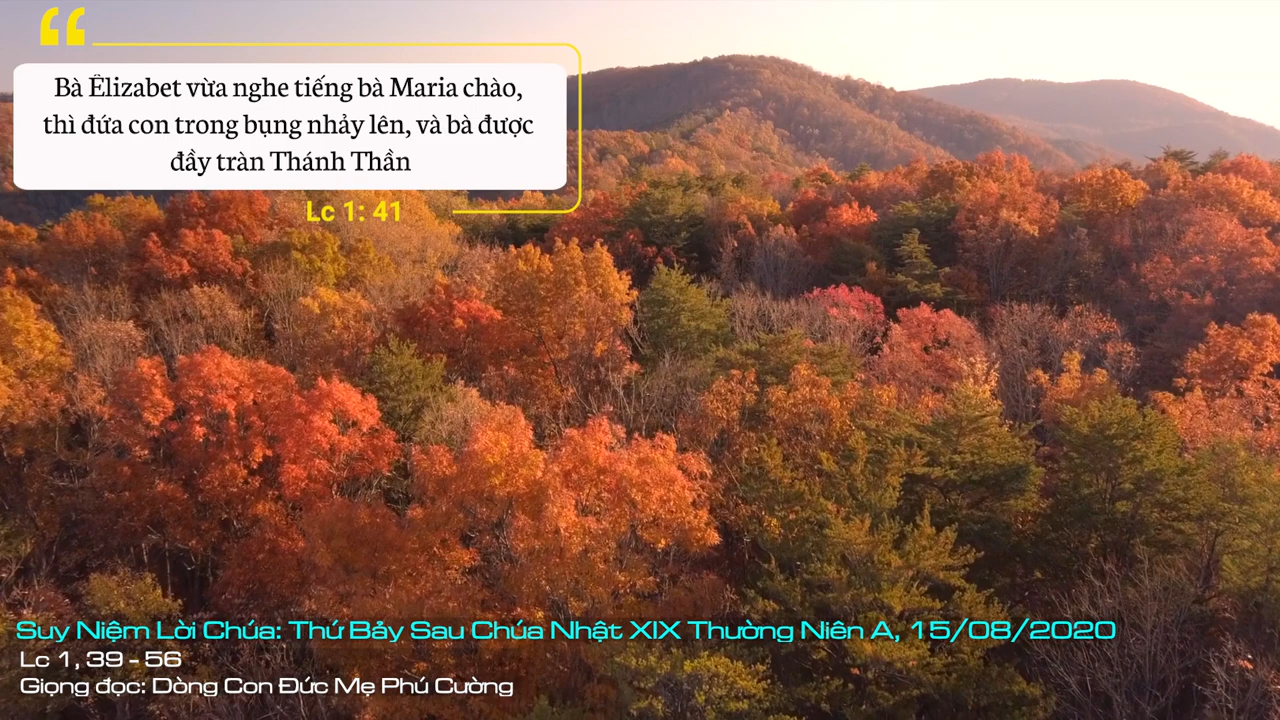 Bà Êlizabet vừa nghe tiếng bà Maria chào,
thì đứa con trong bụng nhảy lên, và bà được
đầy tràn Thánh Thần
Lc 1: 41
Suy Niệm Lời Chúa: Thứ Bảy Sau Chúa Nhật XIX Thường Niên A, 15/08/2020
Lc 1, 39 - 56
Giọng đọc: Dòng Con Đức Mẹ Phú Cường